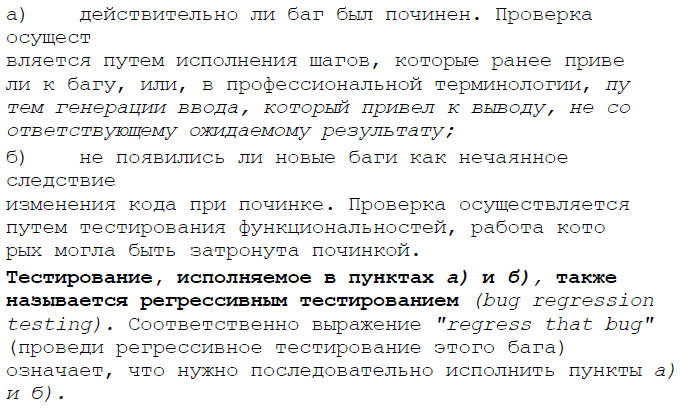 а) действительно ли баг был починен. Проверка
осущест
вляется путем исполнения шагов, которые ранее приве
ли к багу, или, в профессиональной терминологии, пу
тем генерации ввода, который привел к выводу, не со
ответствующему ожидаемому результату;
б) не появились ли новые баги как нечаянное
следствие
изменения кода при починке. Проверка осуществляется
путем тестирования функциональностей, работа кото
рых могла быть затронута починкой.
Тестирование, исполняемое в пунктах а) и б), также
называется регрессивным тестированием (bug regression
testing). Соответственно выражение "regress that bug"
(проведи регрессивное тестирование этого бага)
означает, что нужно последовательно исполнить пункты а)
и б).